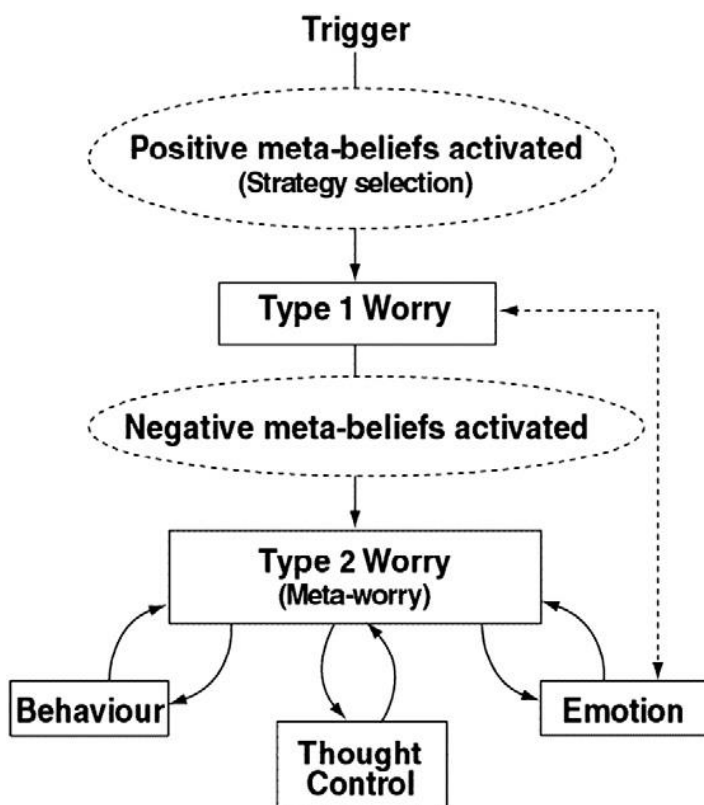 Trigger
Positive meta-beliefs activated
(Strategy selection)
Type 1 Worry
Negative meta-beliefs activated
Type 2 Worry
(Meta-worry)
Behaviour
Thought
Control
Emotion